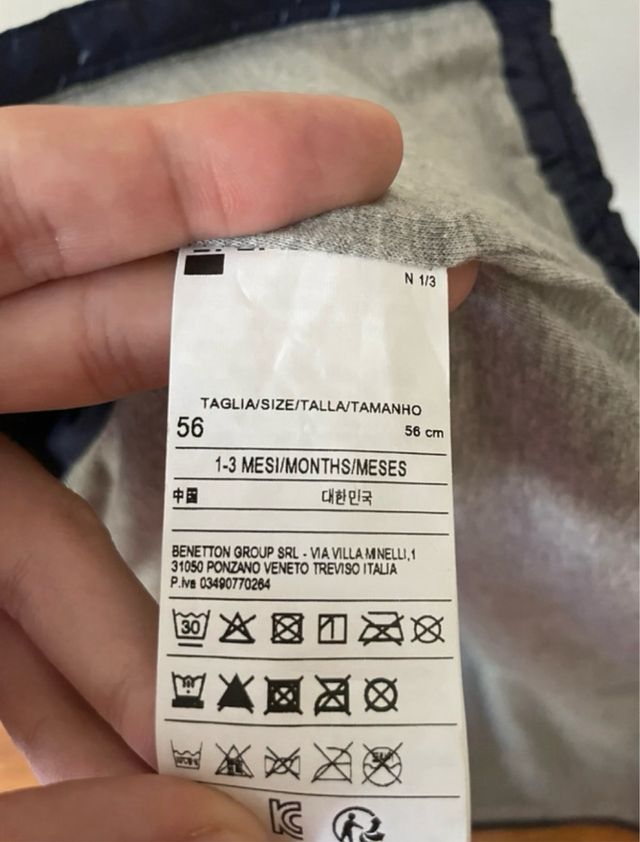 N 1/3
TAGLIA/SIZE/TALLA/TAMANHO
56 56 cm
1-3 MESI/MONTHS/MESES
中国 대한민국
BENETTON GROUP SRL - VIA VILLA MINELLI,1
31050 PONZANO VENETO TREVISO ITALIA
P.iva 03490770264
30